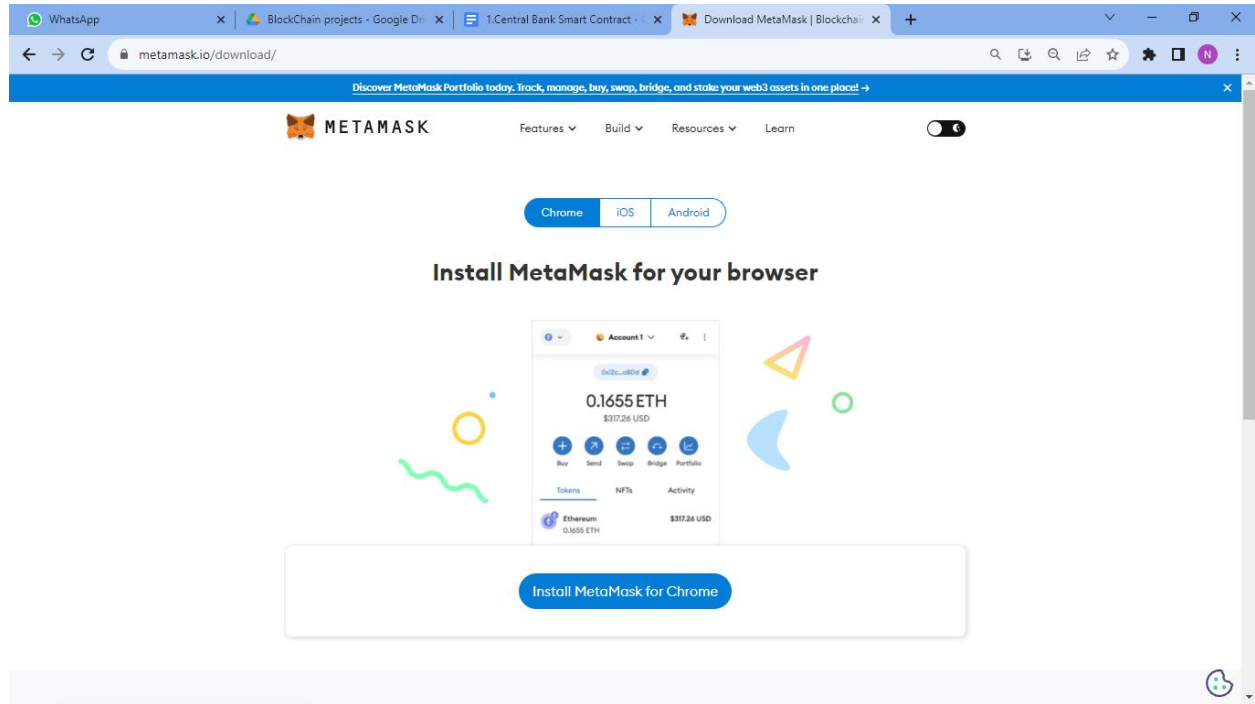 WhatsApp
BlockChain projects - Google Dri
1.Central Bank Smart Contract - G
Download MetaMask | Blockchai
metamask.io/download/
N
Discover MetaMask Portfolio today. Track, manage, buy, swap, bridge, and stake your web3 assets in one place! →
METAMASK
Features
Build
Resources
Learn
Chrome
iOS
Android
Install MetaMask for your browser
Account 1
0.1655 ETH
$317.26 USD
Buy
Send
Swap
Bridge
Portfolio
Tokens
NFTs
Activity
Ethereum
$317.26 USD
0.1655 ETH
Install MetaMask for Chrome